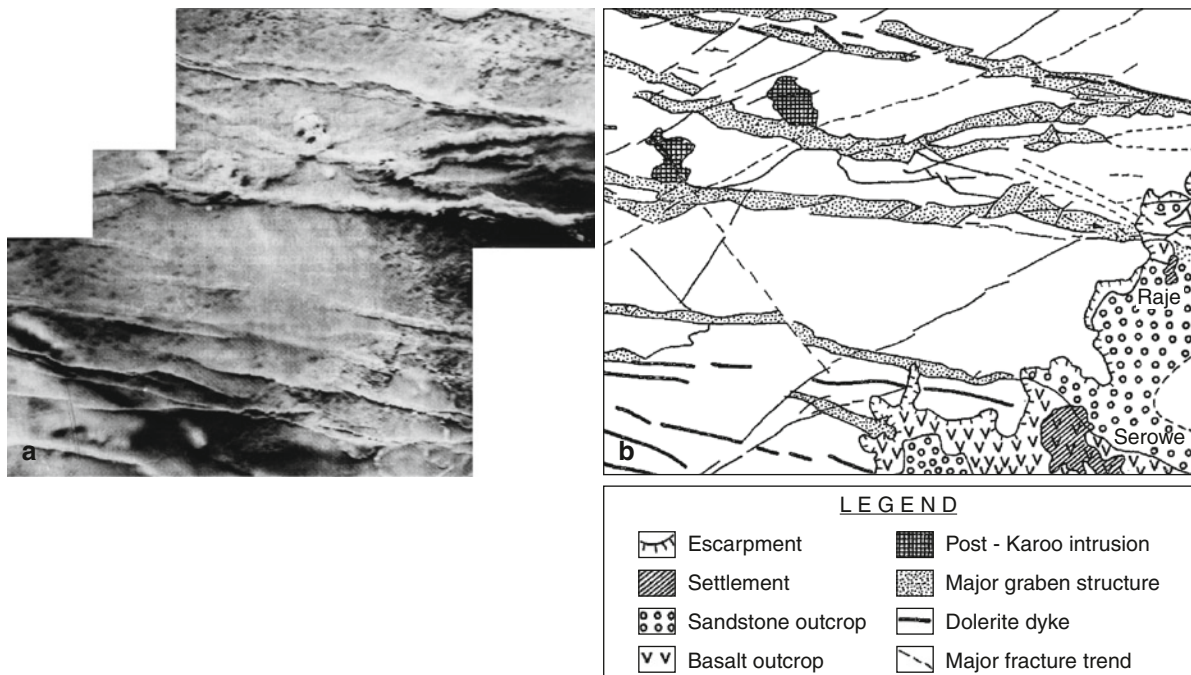 a
Raje
Serowe
b
LEGEND
Escarpment
Settlement
Sandstone outcrop
Basalt outcrop
Post - Karoo intrusion
Major graben structure
Dolerite dyke
Major fracture trend